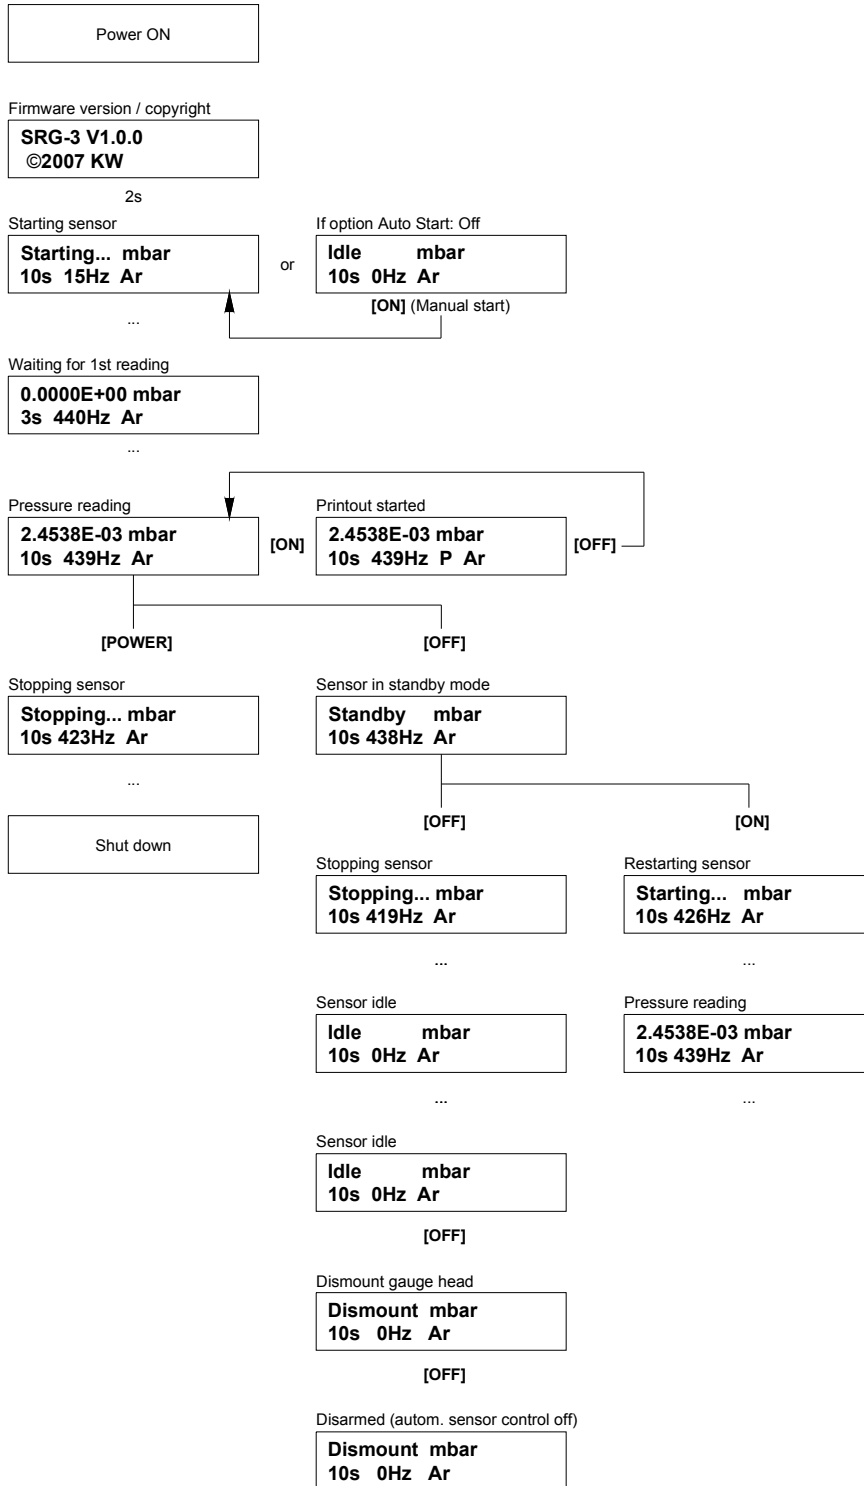 Power ON
Firmware version / copyright
SRG-3 V1.0.0
©2007 KW
2s
Starting sensor
Starting... mbar
10s 15Hz Ar
or
If option Auto Start: Off
Idle mbar
10s 0Hz Ar
[ON] (Manual start)
...
Waiting for 1st reading
0.0000E+00 mbar
3s 440Hz Ar
...
Pressure reading
2.4538E-03 mbar
10s 439Hz Ar
[ON]
Printout started
2.4538E-03 mbar
10s 439Hz P Ar
[OFF]
[POWER]
[OFF]
Stopping sensor
Stopping... mbar
10s 423Hz Ar
...
Shut down
Sensor in standby mode
Standby mbar
10s 438Hz Ar
[OFF]
[ON]
Stopping sensor
Stopping... mbar
10s 419Hz Ar
...
Restarting sensor
Starting... mbar
10s 426Hz Ar
...
Sensor idle
Idle mbar
10s 0Hz Ar
...
Pressure reading
2.4538E-03 mbar
10s 439Hz Ar
...
Sensor idle
Idle mbar
10s 0Hz Ar
[OFF]
Dismount gauge head
Dismount mbar
10s 0Hz Ar
[OFF]
Disarmed (autom. sensor control off)
Dismount mbar
10s 0Hz Ar